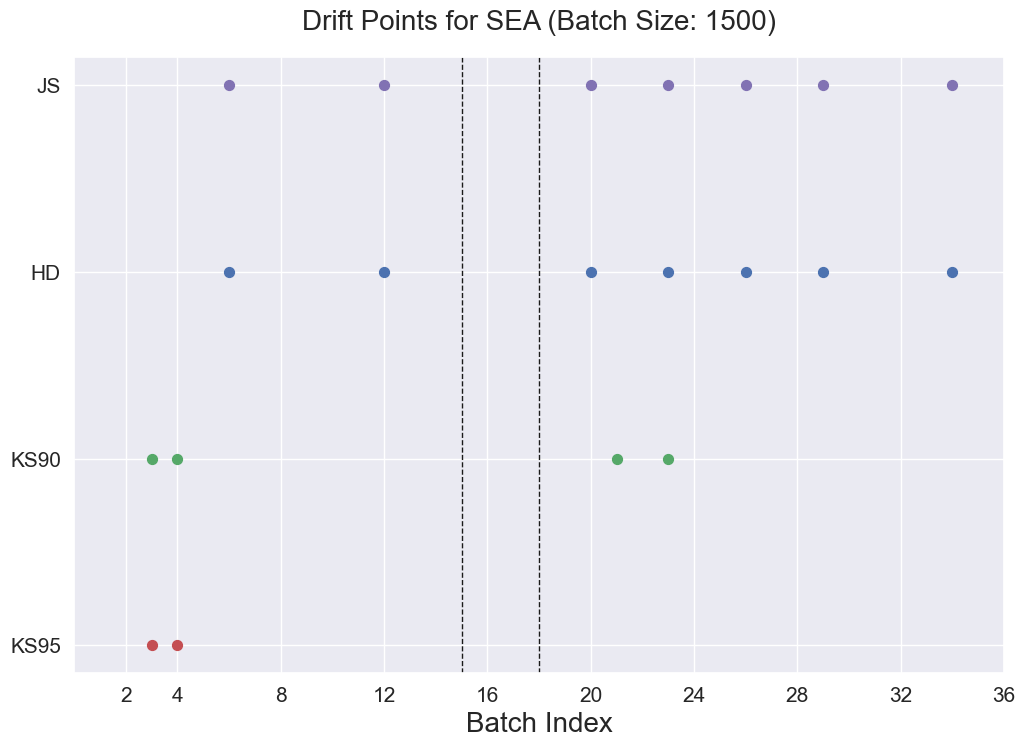 Drift Points for SEA (Batch Size: 1500)
JS
HD
KS90
KS95
2 4 8 12 16 20 24 28 32 36
Batch Index